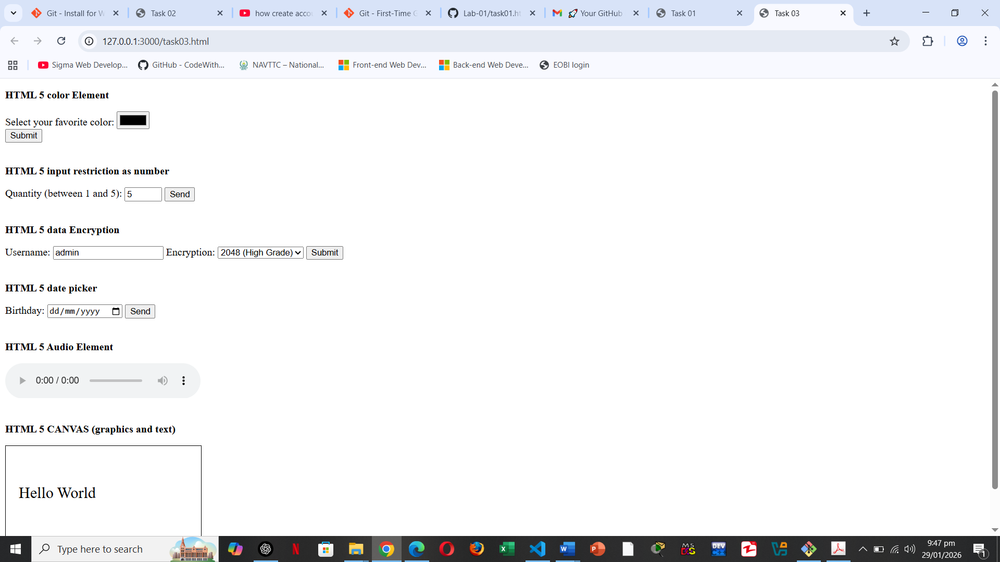 Git - Install for W
Task 02
how create accou
Git - First-Time G
Lab-01/task01.ht
🚀 Your GitHub
Task 01
Task 03
127.0.0.1:3000/task03.html
Sigma Web Develop...
GitHub - CodeWith...
NAVTTC – National...
Front-end Web Dev...
Back-end Web Deve...
EOBI login
HTML 5 color Element
Select your favorite color:
Submit
HTML 5 input restriction as number
Quantity (between 1 and 5): 5 Send
HTML 5 data Encryption
Username: admin Encryption: 2048 (High Grade) Submit
HTML 5 date picker
Birthday: dd/mm/yyyy Send
HTML 5 Audio Element
0:00 / 0:00
HTML 5 CANVAS (graphics and text)
Hello World
Type here to search
9:47 pm
29/01/2026
1